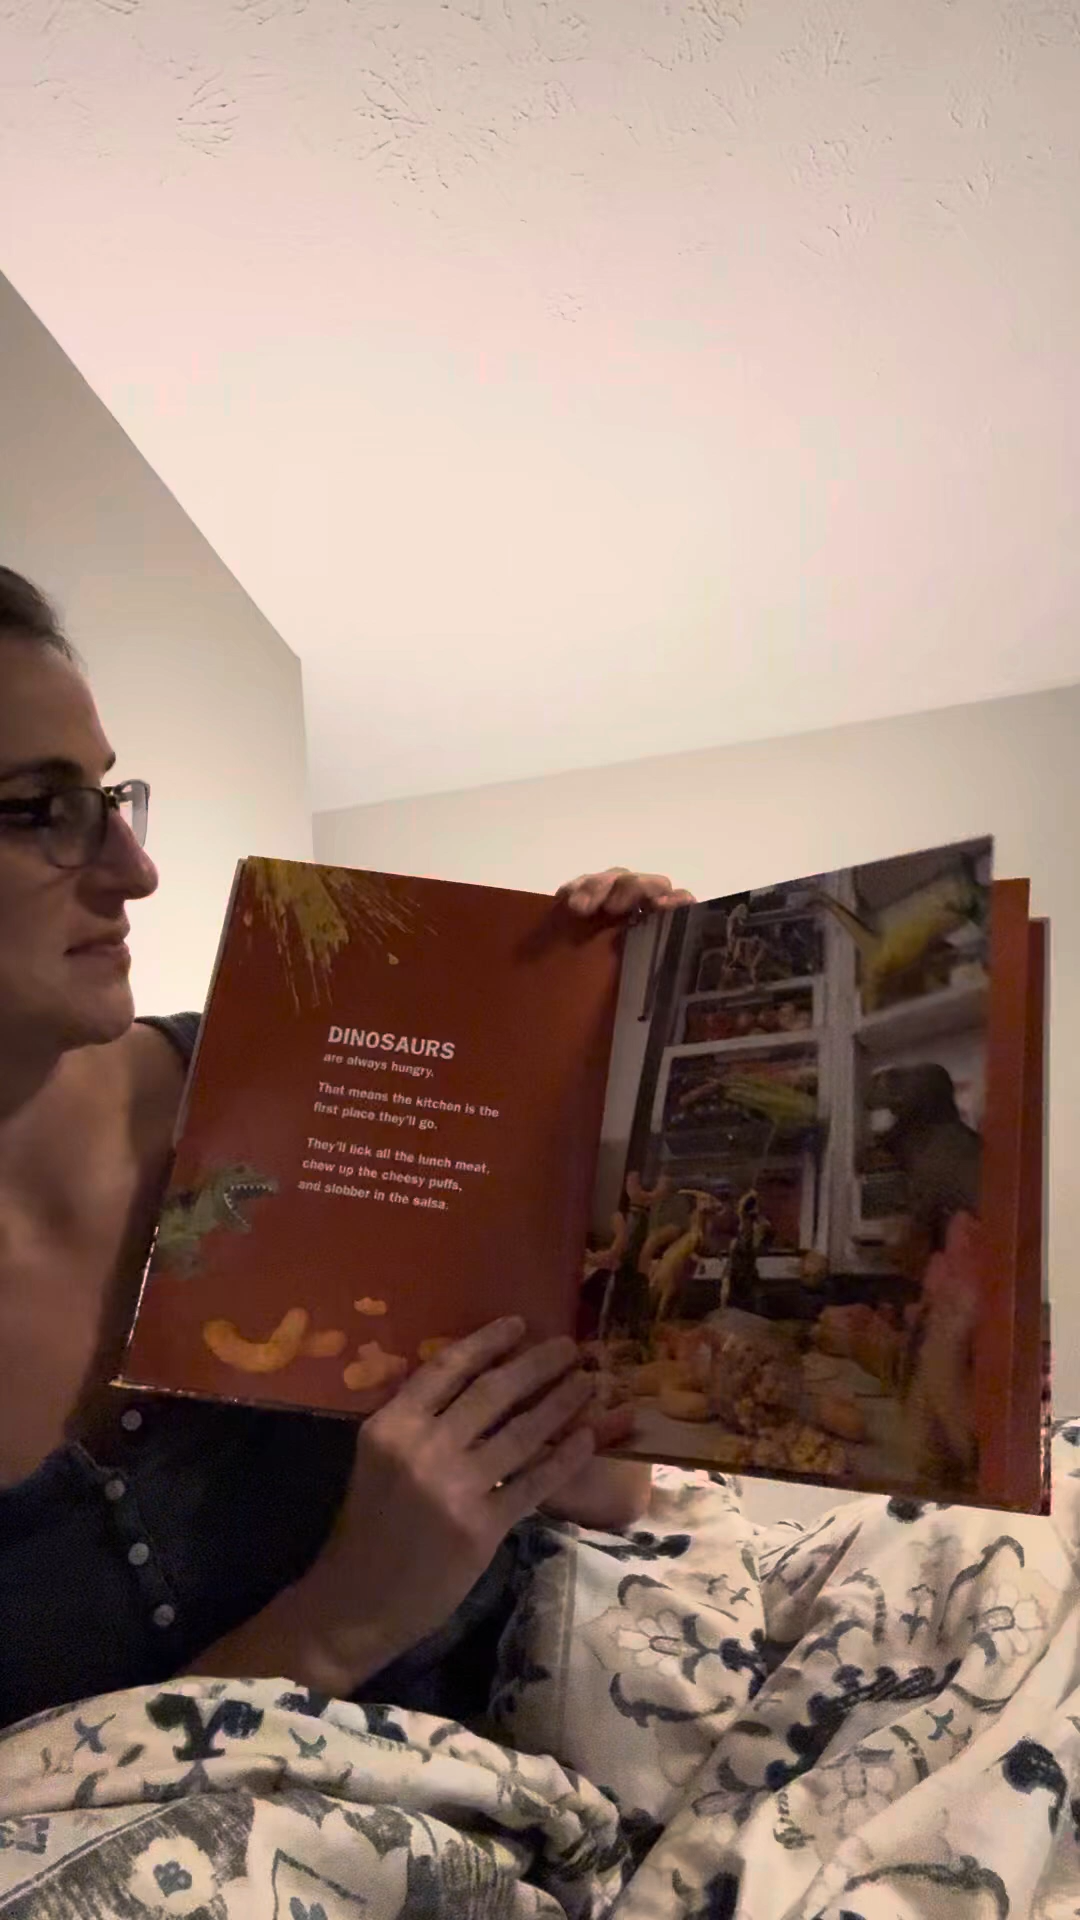 DINOSAURS
are always hungry.
That means the kitchen is the
first place they'll go.
They'll lick all the lunch meat,
chew up the cheesy puffs,
and slobber in the salsa.